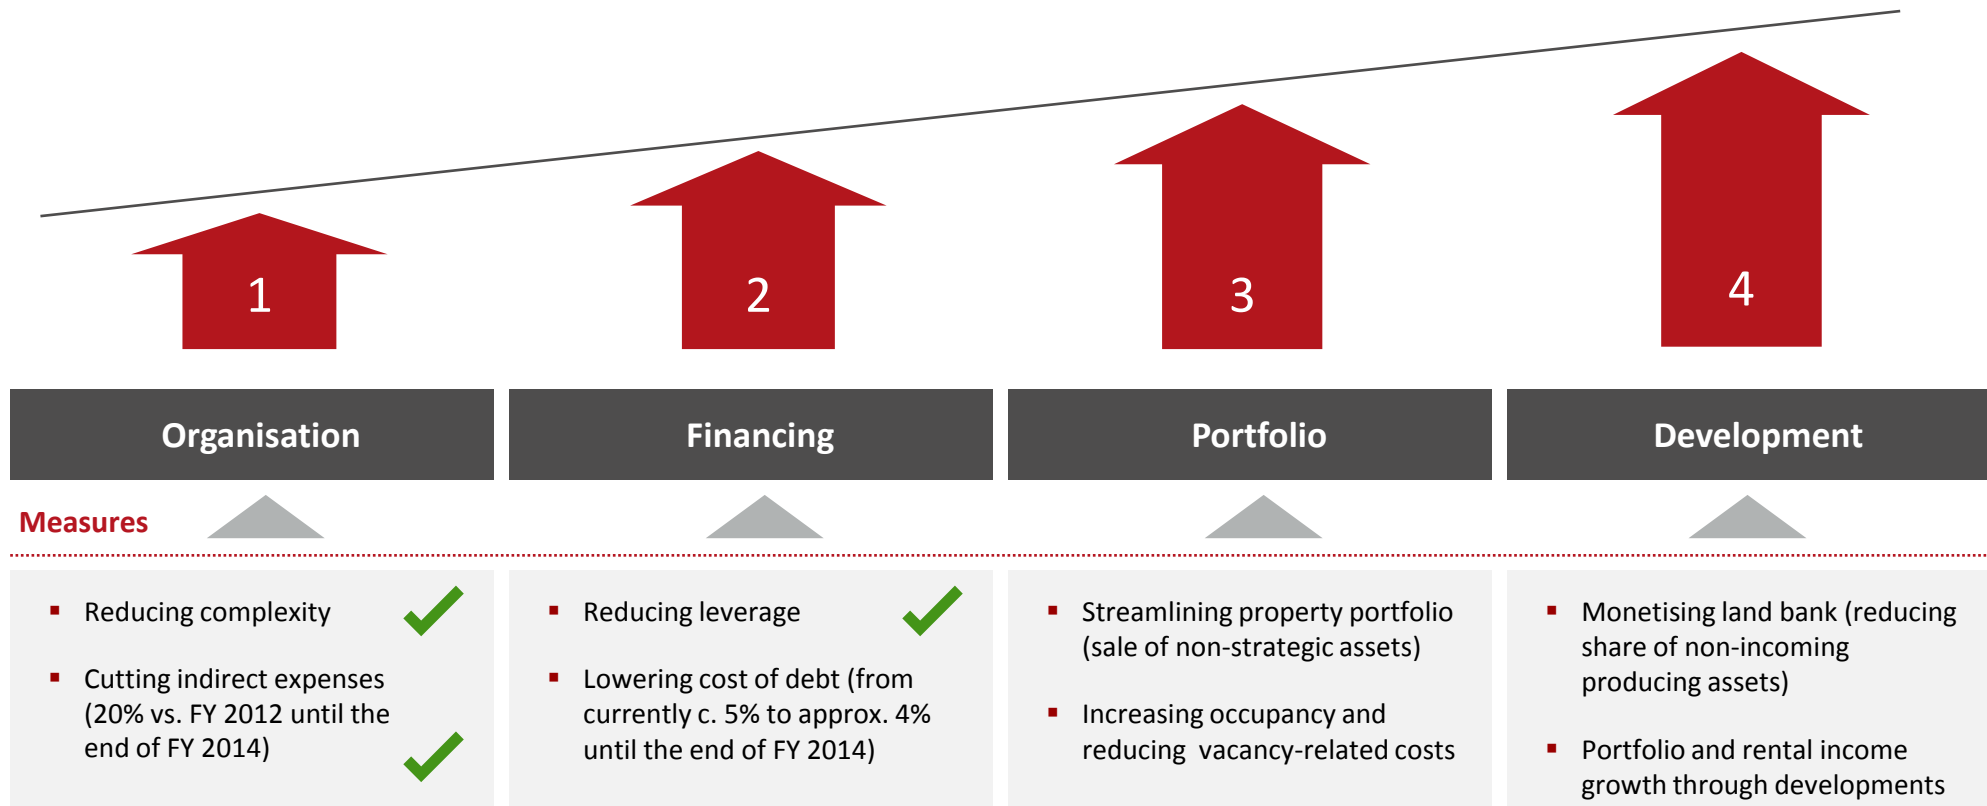 1
2
3
4
Organisation
Financing
Portfolio
Development
Measures
▪ Reducing complexity
▪ Cutting indirect expenses
(20% vs. FY 2012 until the
end of FY 2014)
▪ Reducing leverage
▪ Lowering cost of debt (from
currently c. 5% to approx. 4%
until the end of FY 2014)
▪ Streamlining property portfolio
(sale of non-strategic assets)
▪ Increasing occupancy and
reducing  vacancy-related costs
▪ Monetising land bank (reducing
share of non-incoming
producing assets)
▪ Portfolio and rental income
growth through developments